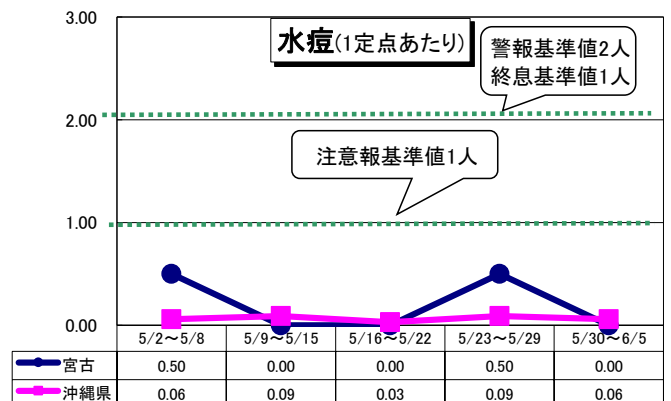 水痘(1定点あたり)
警報基準値2人
終息基準値1人
注意報基準値1人
3.00
2.00
1.00
0.00
5/2～5/8 5/9～5/15 5/16～5/22 5/23～5/29 5/30～6/5
宮古 0.50 0.00 0.00 0.50 0.00
沖縄県 0.06 0.09 0.03 0.09 0.06